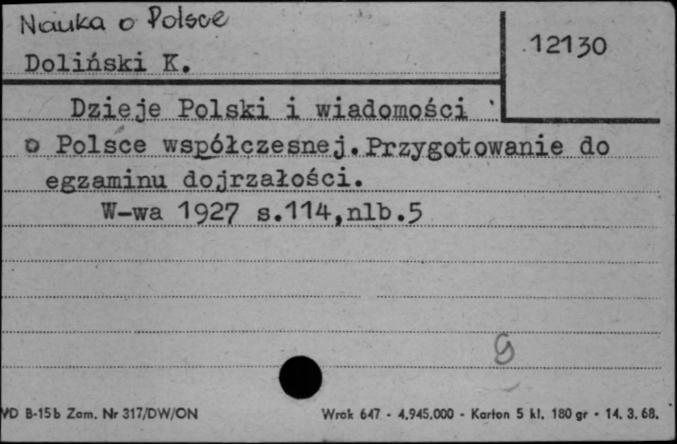 Nauka o Polsce
12130
Doliński K.
Dzieje Polski i wiadomości
o Polsce współczesnej.Przygotowanie do
egzaminu dojrzałości.
W-wa 1927 s.114,nlb.5
9
VD B-15b Zam. Nr 317/DW/ON Wrok 647 - 4.945.000 - Karton 5 kl. 180 gr - 14. 3. 68.